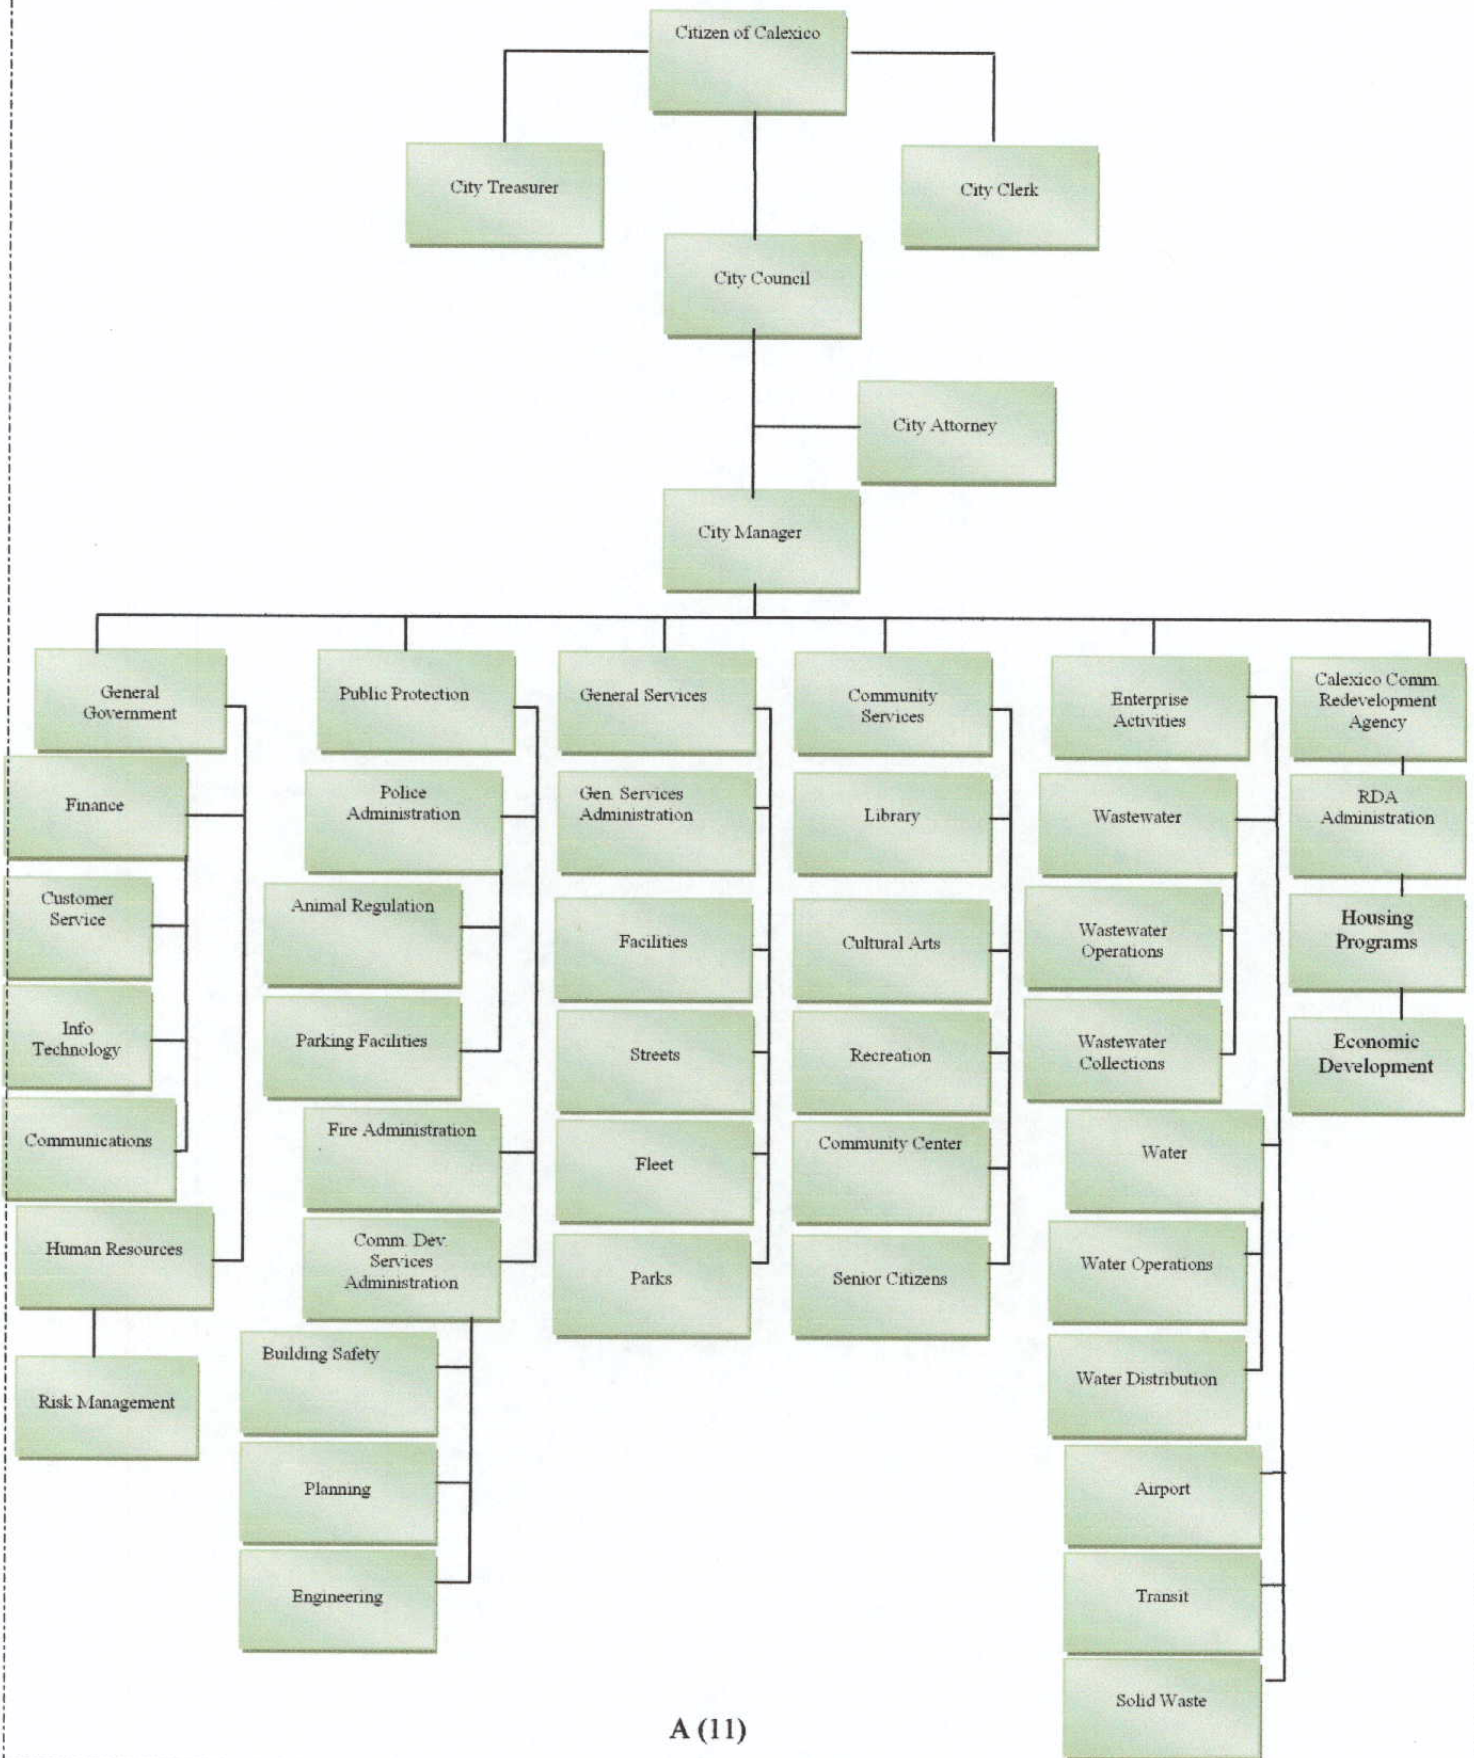 Citizen of Calexico
City Treasurer
City Clerk
City Council
City Attorney
City Manager
General
Government
Finance
Customer
Service
Info
Technology
Communications
Human Resources
Risk Management
Public Protection
Police
Administration
Animal Regulation
Parking Facilities
Fire Administration
Comm. Dev.
Services
Administration
Building Safety
Planning
Engineering
General Services
Gen. Services
Administration
Facilities
Streets
Fleet
Parks
Community
Services
Library
Cultural Arts
Recreation
Community Center
Senior Citizens
Enterprise
Activities
Wastewater
Wastewater
Operations
Wastewater
Collections
Water
Water Operations
Water Distribution
Airport
Transit
Solid Waste
Calexico Comm.
Redevelopment
Agency
RDA
Administration
Housing
Programs
Economic
Development
A (11)